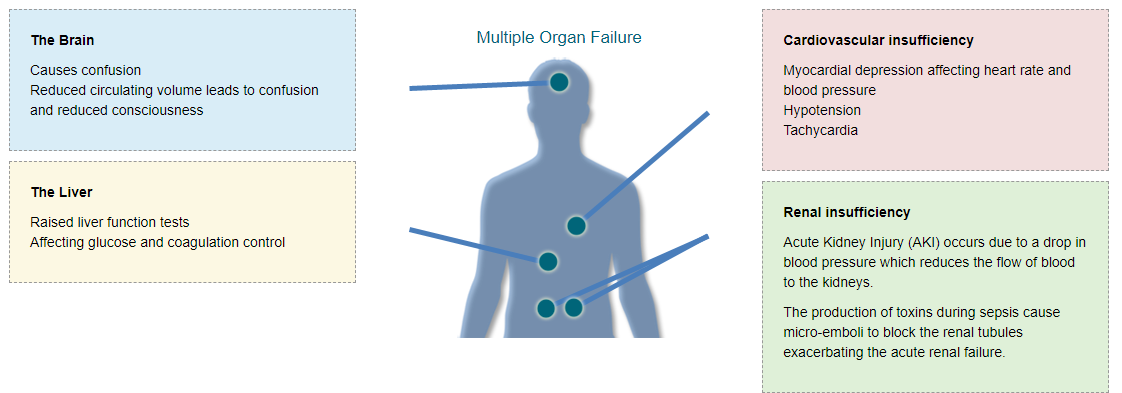 The Brain
Causes confusion
Reduced circulating volume leads to confusion
and reduced consciousness
The Liver
Raised liver function tests
Affecting glucose and coagulation control
Multiple Organ Failure
Cardiovascular insufficiency
Myocardial depression affecting heart rate and
blood pressure
Hypotension
Tachycardia
Renal insufficiency
Acute Kidney Injury (AKI) occurs due to a drop in
blood pressure which reduces the flow of blood
to the kidneys.
The production of toxins during sepsis cause
micro-emboli to block the renal tubules
exacerbating the acute renal failure.